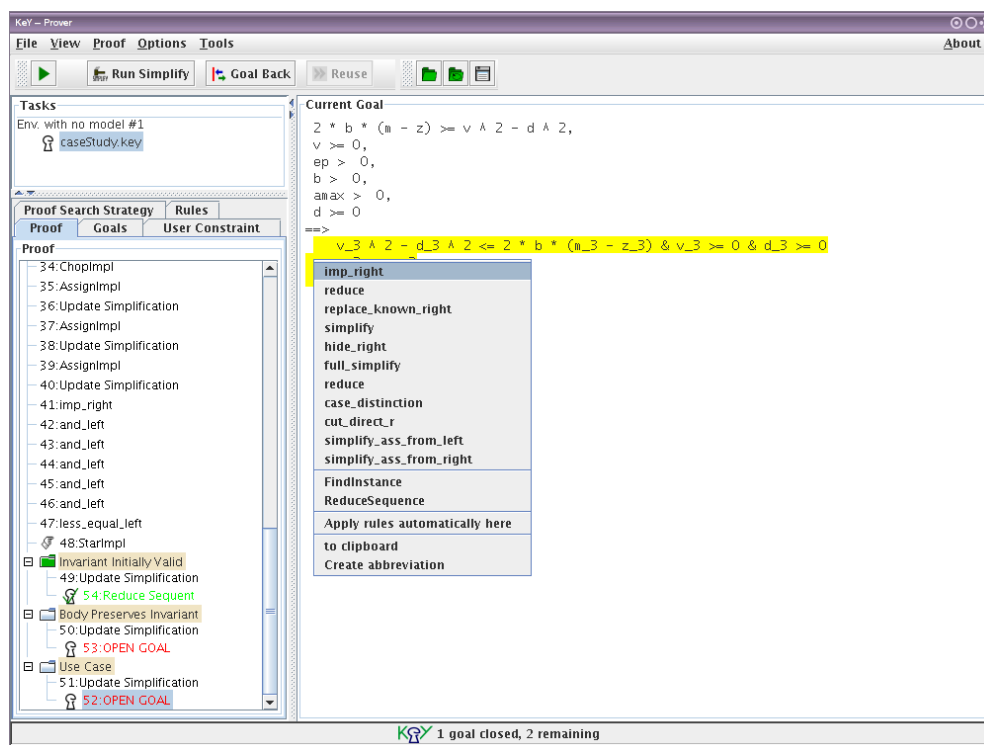 KeY – Prover
File View Proof Options Tools About
Run Simplify Goal Back Reuse
Tasks
Env. with no model #1
caseStudy.key
Proof Search Strategy Rules
Proof Goals User Constraint
Proof
34:ChopImpl
35:AssignImpl
36:Update Simplification
37:AssignImpl
38:Update Simplification
39:AssignImpl
40:Update Simplification
41:imp_right
42:and_left
43:and_left
44:and_left
45:and_left
46:and_left
47:less_equal_left
48:StarImpl
Invariant Initially Valid
49:Update Simplification
54:Reduce Sequent
Body Preserves Invariant
50:Update Simplification
53:OPEN GOAL
Use Case
51:Update Simplification
52:OPEN GOAL
Current Goal
2 * b * (m - z) >= v ^ 2 - d ^ 2,
v >= 0,
ep > 0,
b > 0,
amax > 0,
d >= 0
==>
v_3 ^ 2 - d_3 ^ 2 <= 2 * b * (m_3 - z_3) & v_3 >= 0 & d_3 >= 0
imp_right
reduce
replace_known_right
simplify
hide_right
full_simplify
reduce
case_distinction
cut_direct_r
simplify_ass_from_left
simplify_ass_from_right
FindInstance
ReduceSequence
Apply rules automatically here
to clipboard
Create abbreviation
KeY 1 goal closed, 2 remaining